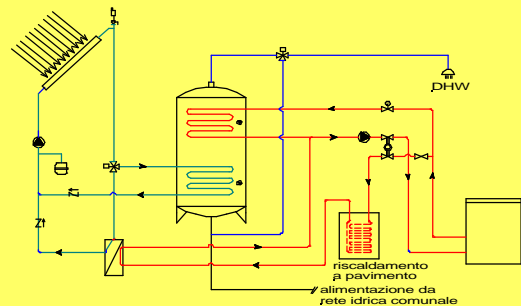 DHW
riscaldamento
a pavimento
alimentazione da
rete idrica comunale